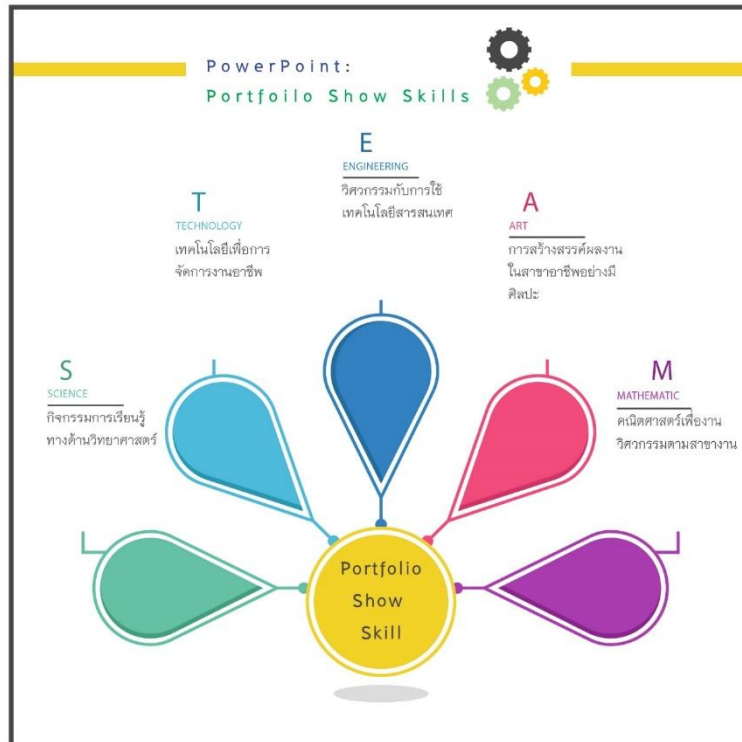 PowerPoint:
Portfoilo Show Skills
S
SCIENCE
กิจกรรมการเรียนรู้
ทางด้านวิทยาศาสตร์
T
TECHNOLOGY
เทคโนโลยีเพื่อการ
จัดการงานอาชีพ
E
ENGINEERING
วิศวกรรมกับการใช้
เทคโนโลยีสารสนเทศ
A
ART
การสร้างสรรค์ผลงาน
ในสาขาอาชีพอย่างมี
ศิลปะ
M
MATHEMATIC
คณิตศาสตร์เพื่องาน
วิศวกรรมตามสาขางาน
Portfolio
Show
Skill